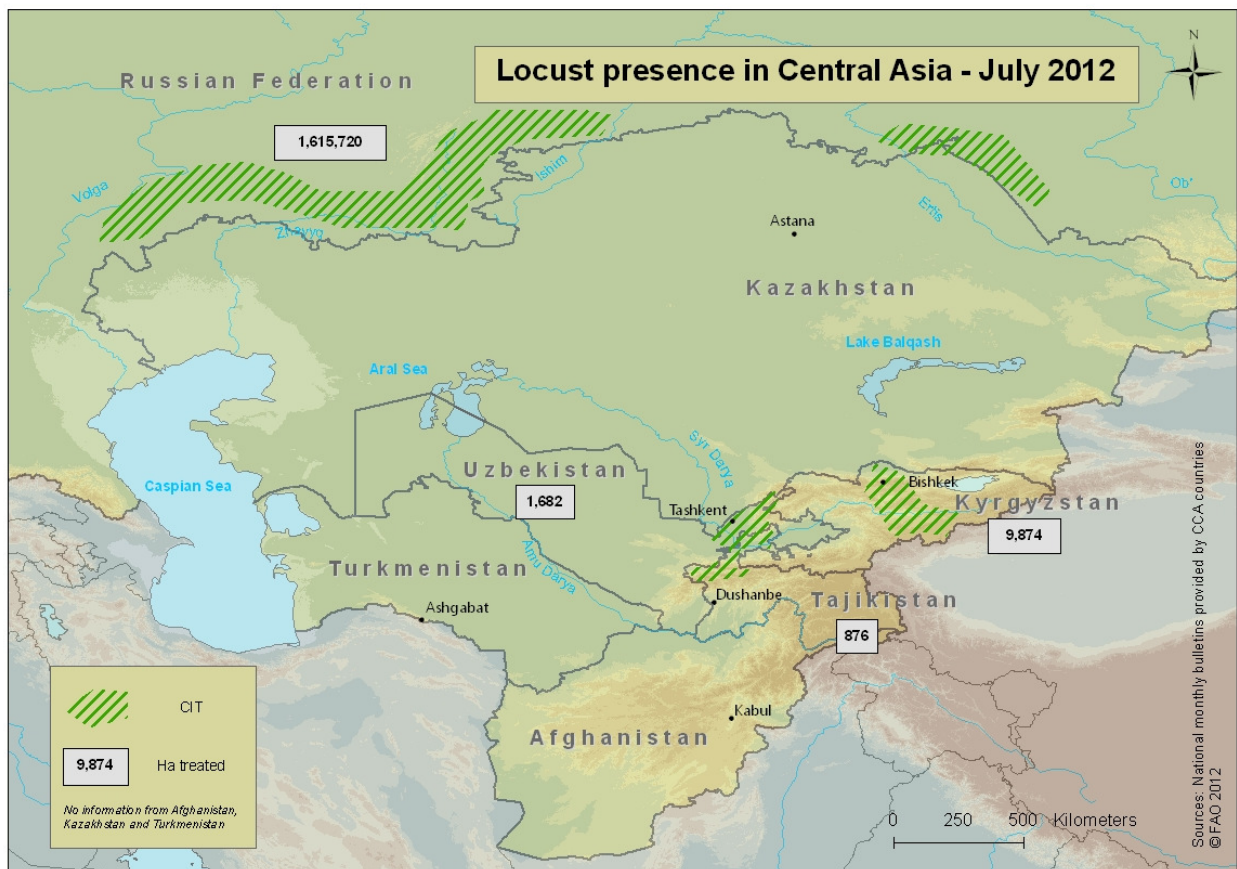 Locust presence in Central Asia - July 2012
N
Russian Federation
1,615,720
Volga
Ishim
Ob'
Zhayyq
Ertis
Astana
Kazakhstan
Lake Balqash
Aral Sea
Syr Darya
Uzbekistan
Caspian Sea
1,682
Bishkek
Kyrgyzstan
Tashkent
9,874
Amu Darya
Turkmenistan
Dushanbe
Tajikistan
Ashgabat
876
Kabul
Afghanistan
CIT
9,874 Ha treated
No information from Afghanistan,
Kazakhstan and Turkmenistan
0 250 500 Kilometers
Sources: National monthly bulletins provided by CCA countries
© FAO 2012